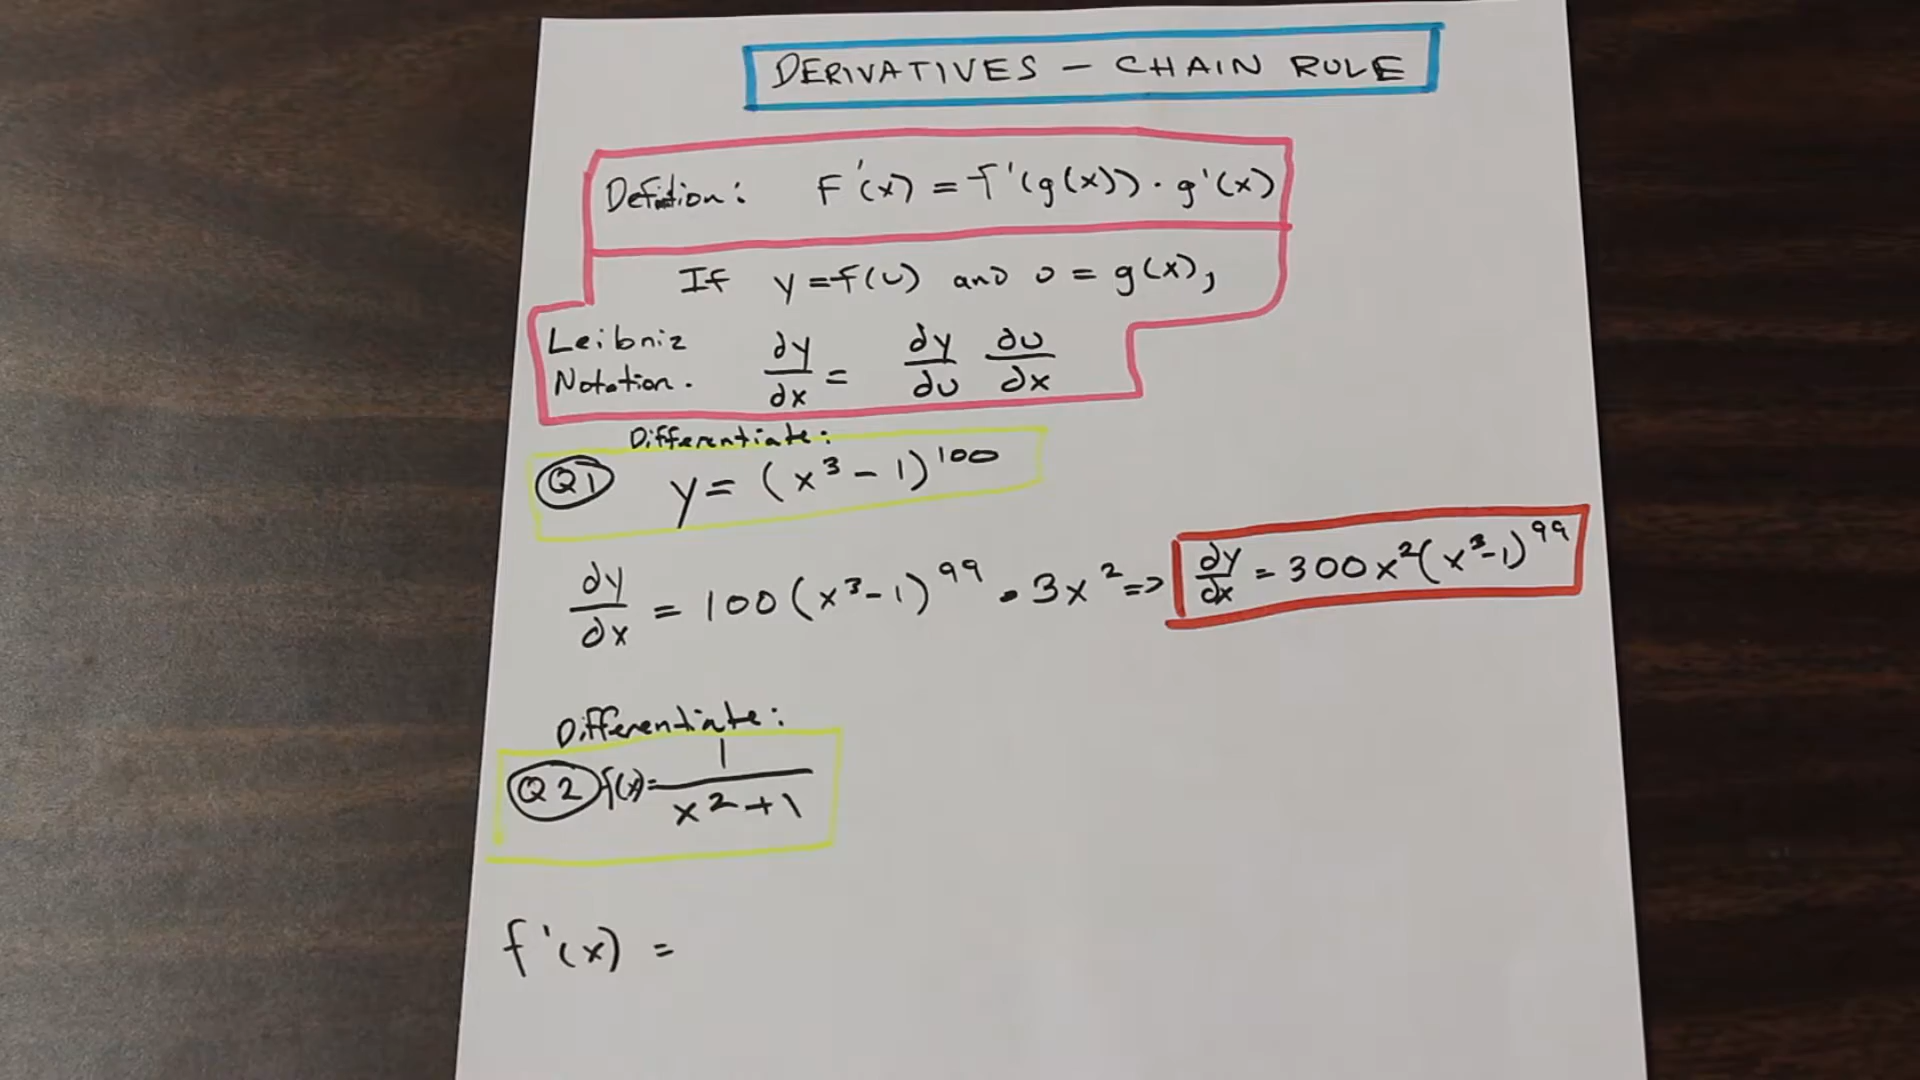 DERIVATIVES - CHAIN RULE
Defintion: F'(x) = f'(g(x)) · g'(x)
If y = f(u) and u = g(x),
Leibniz Notation. dy/dx = dy/du du/dx
Differentiate:
Q1 y = (x³ - 1)¹⁰⁰
dy/dx = 100(x³-1)⁹⁹ · 3x² => dy/dx = 300x²(x³-1)⁹⁹
Differentiate:
Q2 f(x) = 1/(x²+1)
f'(x) =